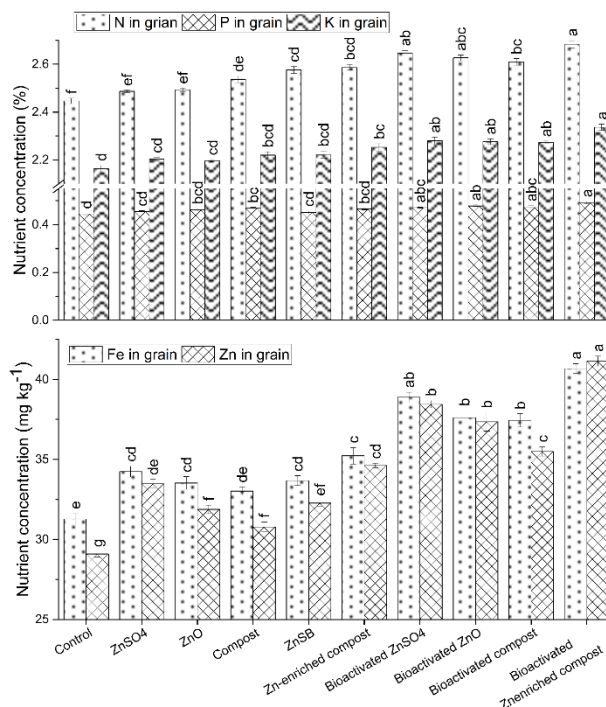 N in grian P in grain K in grain
Nutrient concentration (%)
2.6
2.4
2.2
0.4
0.2
0.0
f d d
ef cd cd
ef bcd bcd
de bc bcd
cd cd bcd
bcd bcd bc
ab abc ab
abc ab ab
bc abc ab
a a a
Fe in grain Zn in grain
Nutrient concentration (mg kg⁻¹)
40
35
30
25
e g
cd de
cd f
de f
cd ef
c cd
ab b
b b
b c
a a
Control
ZnSO4
ZnO
Compost
ZnSB
Zn-enriched compost
Bioactivated ZnSO4
Bioactivated ZnO
Bioactivated compost
Bioactivated
Znenriched compost